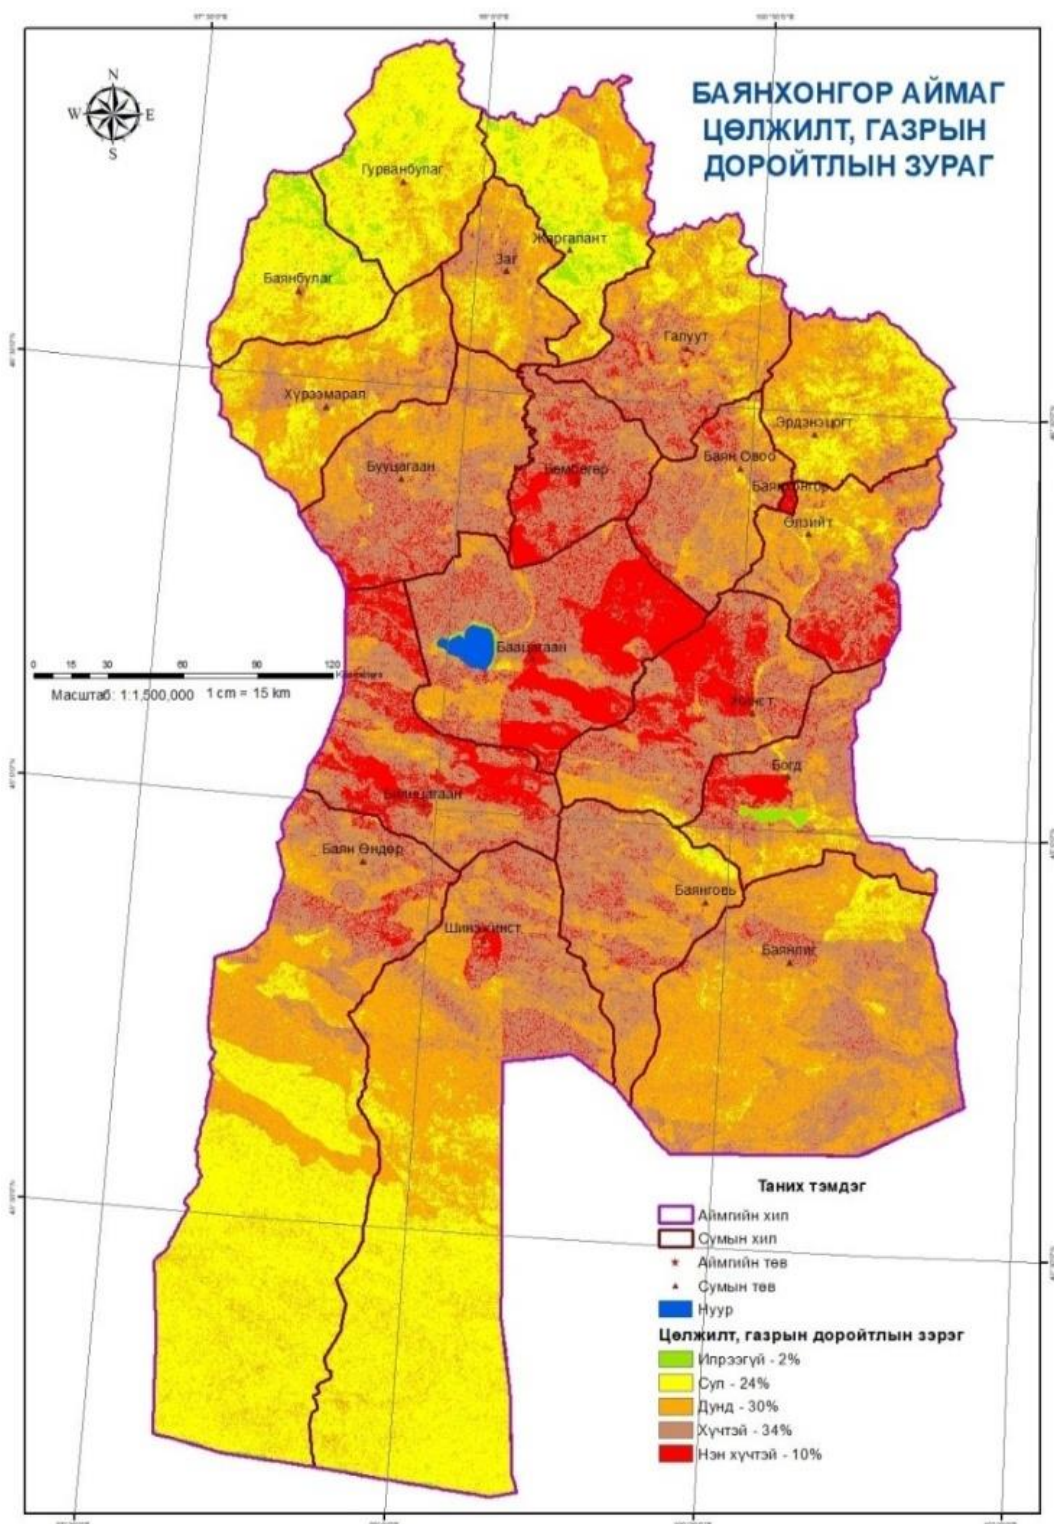 N
W
E
S
БАЯНХОНГОР АЙМАГ
ЦӨЛЖИЛТ, ГАЗРЫН
ДОРОЙТЛЫН ЗУРАГ
Гурванбулаг
Жаргалант
Заг
Баянбулаг
Галуут
Хүрээмарал
Эрдэнэцогт
Бууцагаан
Бөмбөгөр
Баян Овоо
Баянхонгор
Өлзийт
Баацагаан
0 15 30 60 90 120
Масштаб: 1:1,500,000 1 cm = 15 km
Жинст
Богд
Баянцагаан
Баян Өндөр
Баянговь
Шинэжинст
Баянлиг
Таних тэмдэг
Аймгийн хил
Сумын хил
Аймгийн төв
Сумын төв
Нуур
Цөлжилт, газрын доройтлын зэрэг
Илрээгүй - 2%
Сул - 24%
Дунд - 30%
Хүчтэй - 34%
Нэн хүчтэй - 10%